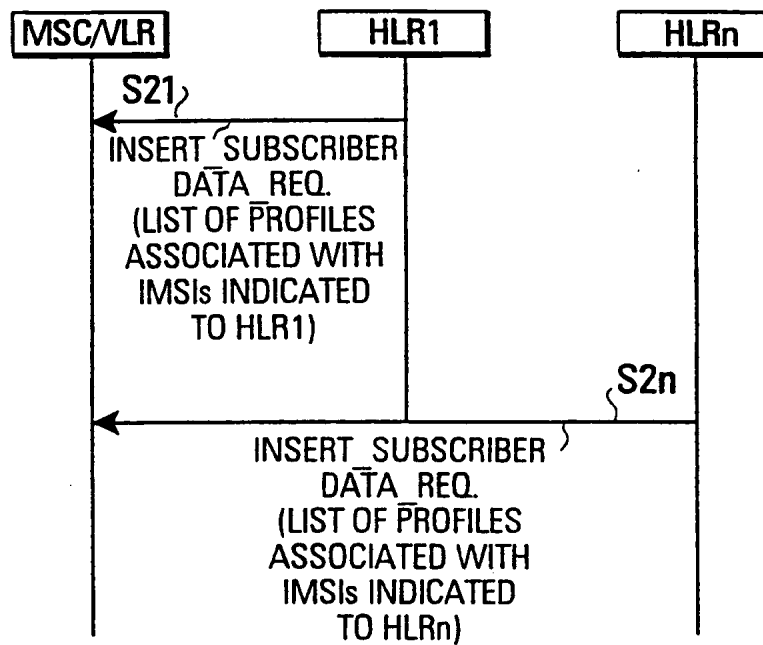 MSC/VLR
HLR1
HLRn
S21
INSERT_SUBSCRIBER
DATA_REQ.
(LIST OF PROFILES
ASSOCIATED WITH
IMSIs INDICATED
TO HLR1)
S2n
INSERT_SUBSCRIBER
DATA_REQ.
(LIST OF PROFILES
ASSOCIATED WITH
IMSIs INDICATED
TO HLRn)